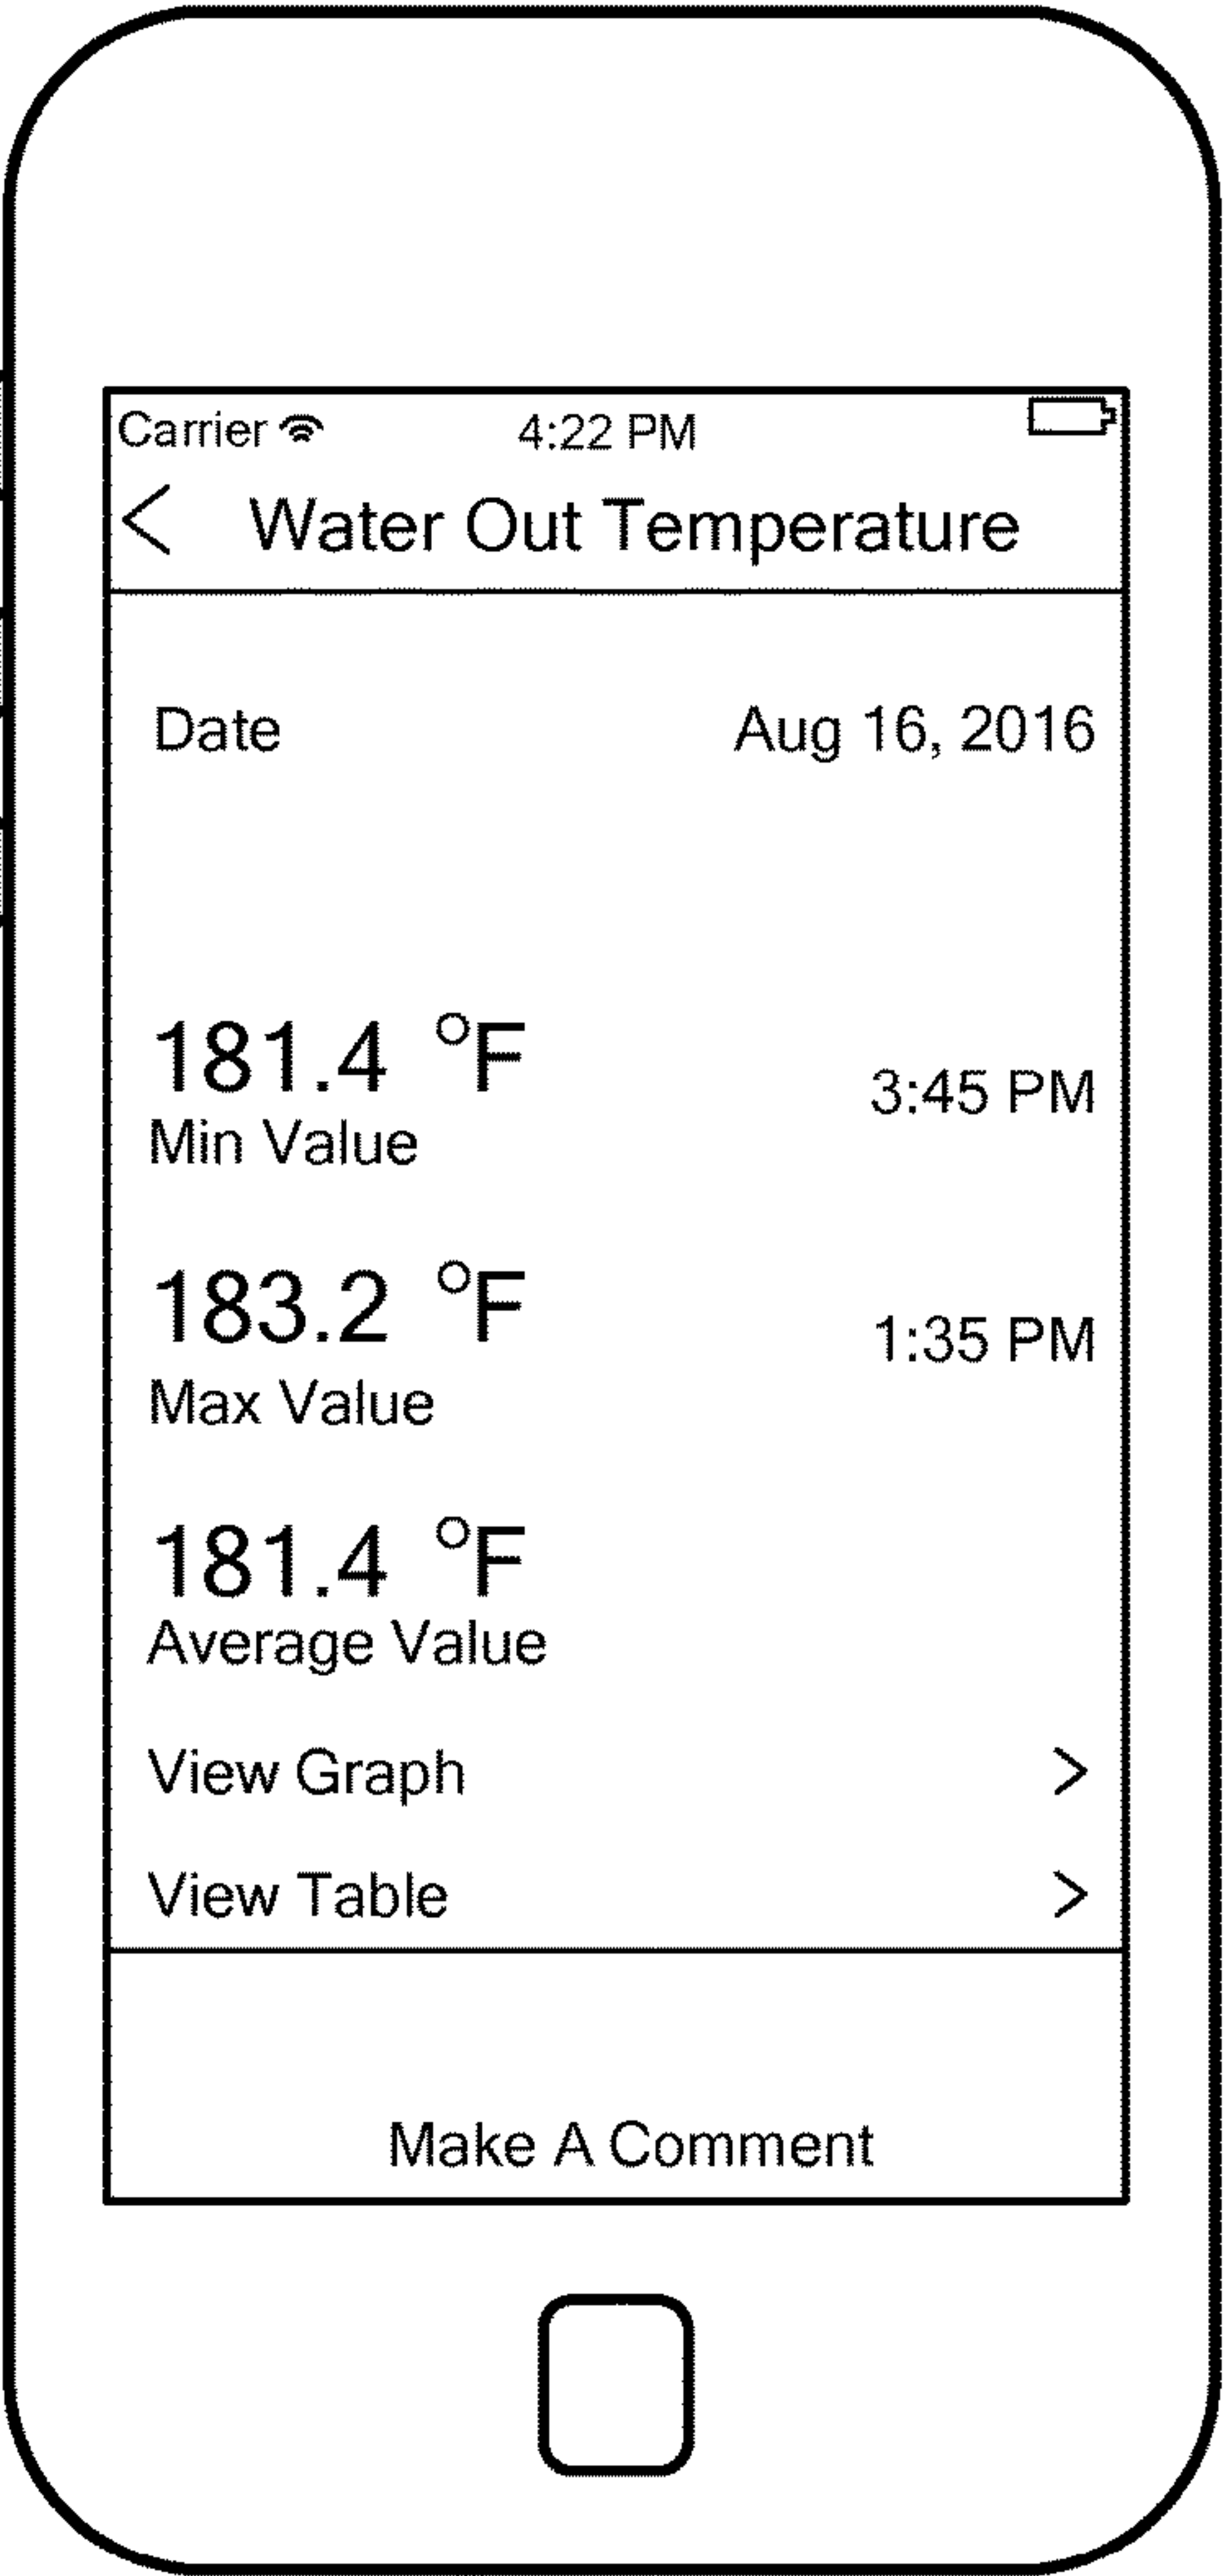 Carrier 4:22 PM
< Water Out Temperature
Date Aug 16, 2016
181.4 °F
3:45 PM
Min Value
183.2 °F
1:35 PM
Max Value
181.4 °F
Average Value
View Graph >
View Table >
Make A Comment